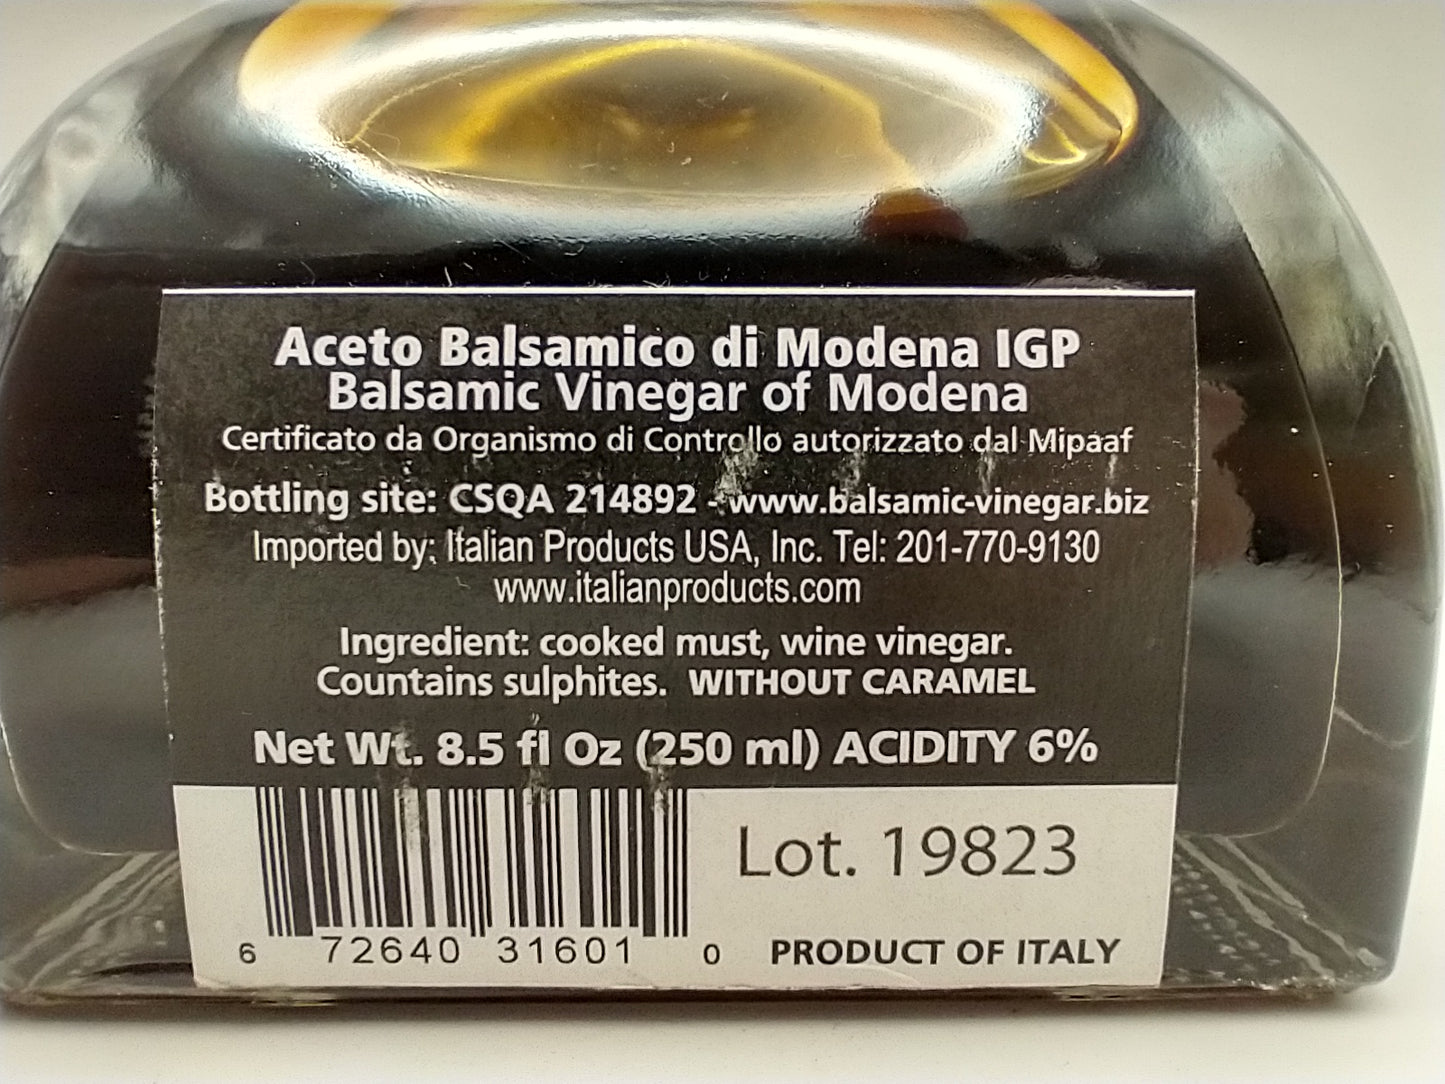 Aceto Balsamico di Modena IGP
Balsamic Vinegar of Modena
Certificato da Organismo di Controllo autorizzato dal Mipaaf
Bottling site: CSQA 214892 - www.balsamic-vinegar.biz
Imported by: Italian Products USA, Inc. Tel: 201-770-9130
www.italianproducts.com
Ingredient: cooked must, wine vinegar.
Countains sulphites. WITHOUT CARAMEL
Net Wt. 8.5 fl Oz (250 ml) ACIDITY 6%
Lot. 19823
6 72640 31601 0
PRODUCT OF ITALY